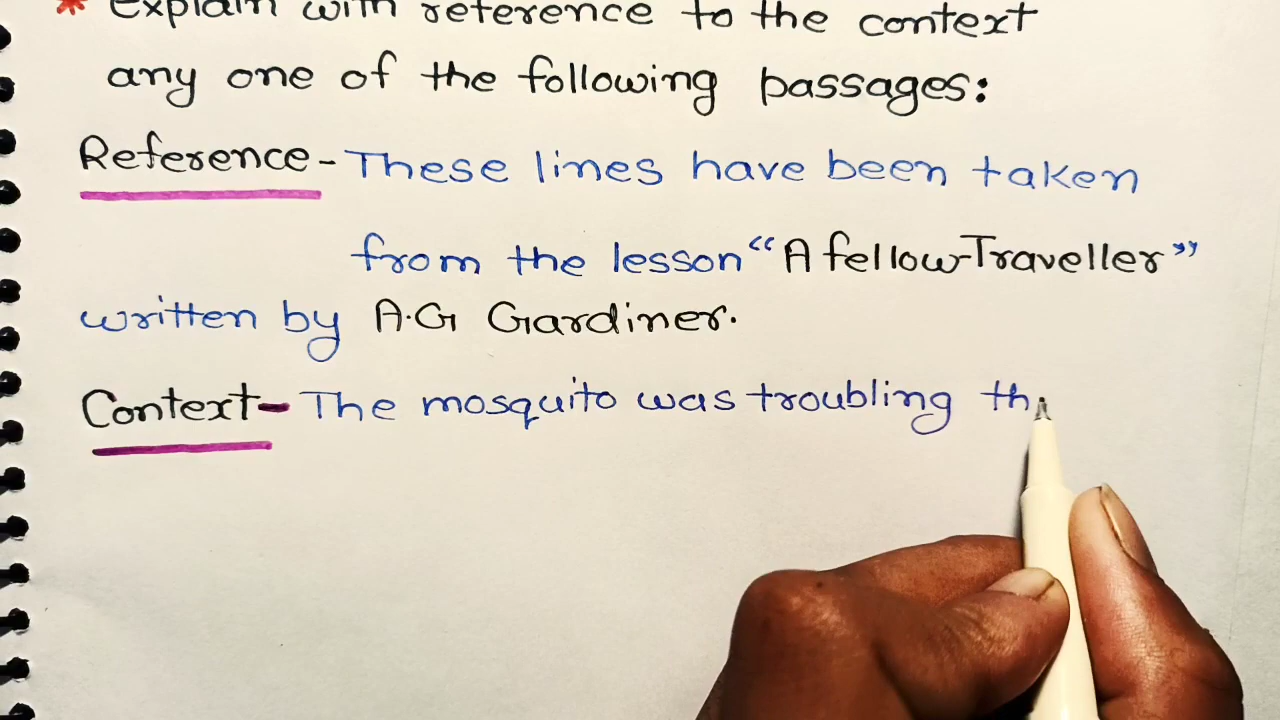 * Explain with reference to the context
any one of the following passages:
Reference - These lines have been taken
from the lesson “A fellow-Traveller”
written by A.G Gardiner.
Context - The mosquito was troubling th